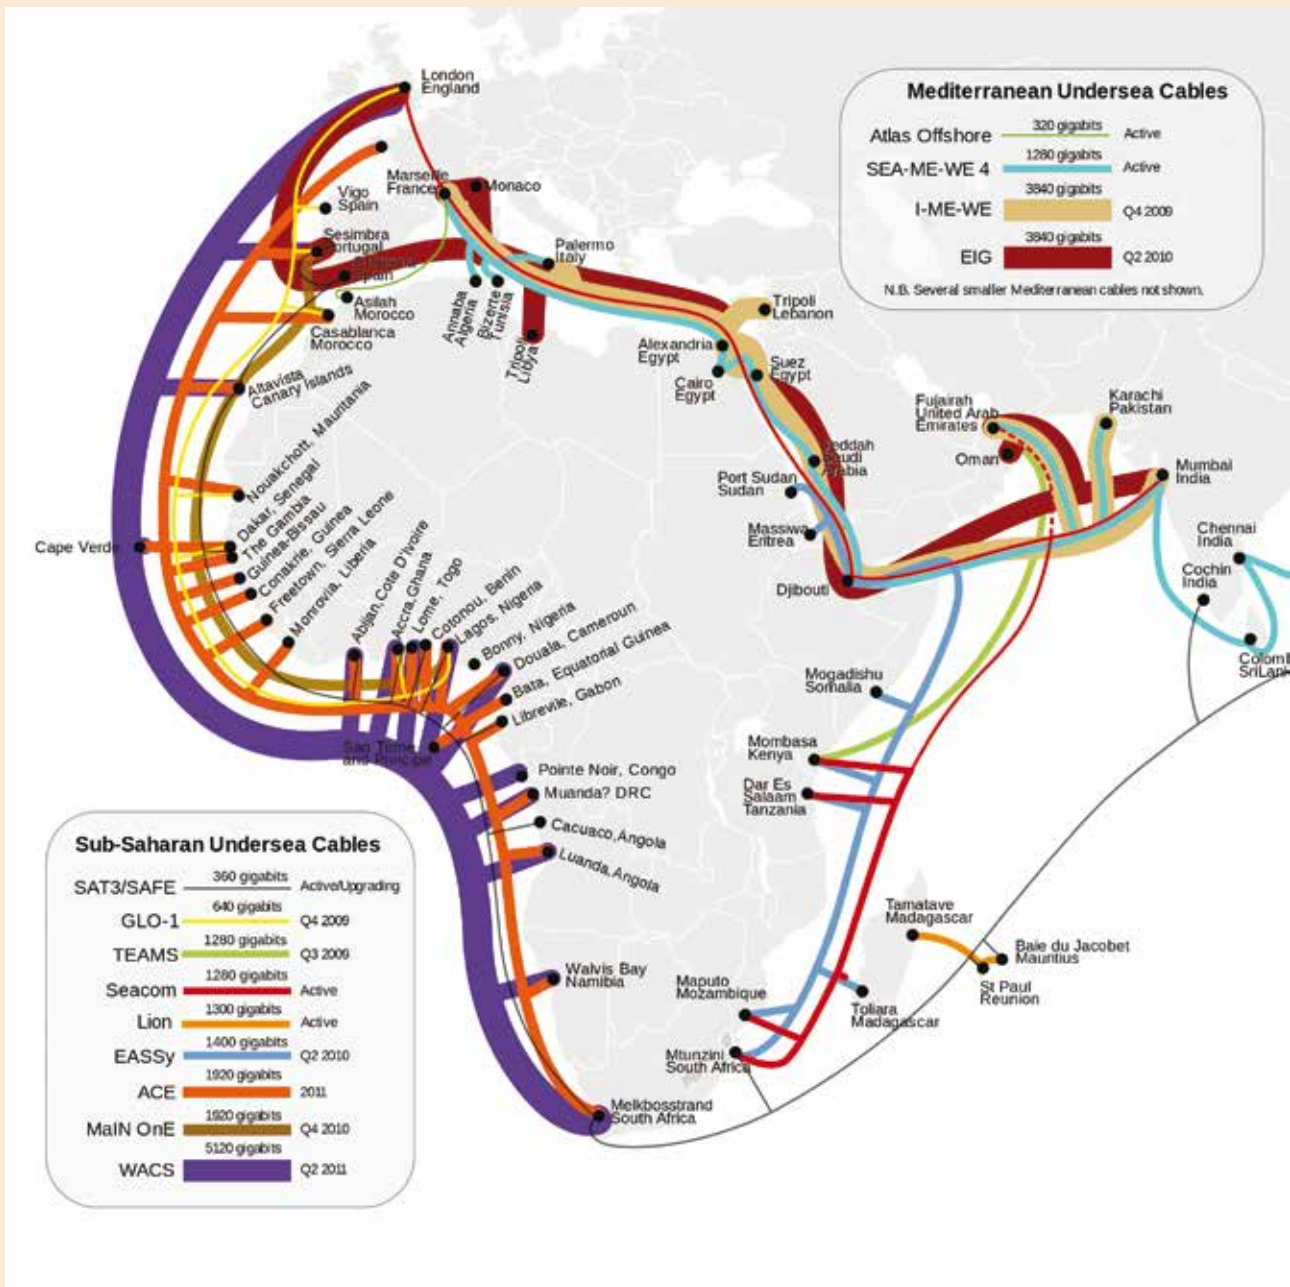 London
England
Mediterranean Undersea Cables
Atlas Offshore
320 gigabits
Active
SEA-ME-WE 4
1280 gigabits
Active
I-ME-WE
3840 gigabits
Q4 2009
EIG
3840 gigabits
Q2 2010
N.B. Several smaller Mediterranean cables not shown.
Marseille
France
Monaco
Vigo
Spain
Sesimbra
Portugal
Spain
Asilah
Morocco
Casablanca
Morocco
Palermo
Italy
Annaba
Algeria
Bizerte
Tunisia
Tripoli
Libya
Tripoli
Lebanon
Alexandria
Egypt
Cairo
Egypt
Suez
Egypt
Jeddah
Saudi
Arabia
Port Sudan
Sudan
Massiwa
Eritrea
Djibouti
Fujairah
United Arab
Emirates
Oman
Karachi
Pakistan
Mumbai
India
Chennai
India
Cochin
India
Colomb
SriLank
Altavista
Canary Islands
Nouakchott, Mauritania
Dakar, Senegal
The Gambia
Guinea-Bissau
Conakrie, Guinea
Freetown, Sierra Leone
Monrovia, Liberia
Cape Verde
Abijan,Cote D'Ivoire
Accra,Ghana
Lome, Togo
Cotonou, Benin
Lagos, Nigeria
Bonny, Nigeria
Douala, Cameroun
Bata, Equatorial Guinea
Librevile, Gabon
Sao Tome
and Principe
Pointe Noir, Congo
Muanda? DRC
Cacuaco,Angola
Luanda,Angola
Walvis Bay
Namibia
Melkbosstrand
South Africa
Mogadishu
Somalia
Mombasa
Kenya
Dar Es
Salaam
Tanzania
Maputo
Mozambique
Mtunzini
South Africa
Toliara
Madagascar
Tamatave
Madagascar
Baie du Jacobet
Mauntius
St Paul
Reunion
Sub-Saharan Undersea Cables
SAT3/SAFE
360 gigabits
Active/Upgrading
GLO-1
640 gigabits
Q4 2009
TEAMS
1280 gigabits
Q3 2009
Seacom
1280 gigabits
Active
Lion
1300 gigabits
Active
EASSy
1400 gigabits
Q2 2010
ACE
1920 gigabits
2011
MaIN OnE
1920 gigabits
Q4 2010
WACS
5120 gigabits
Q2 2011